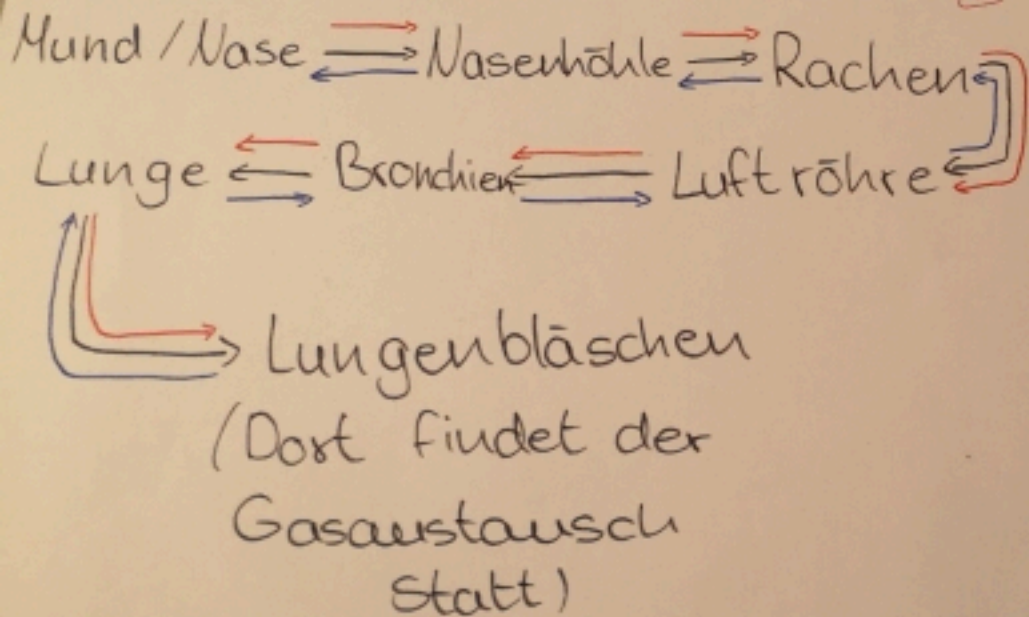 Mund / Nase Nasenhöhle Rachen
Lunge Bronchien Luftröhre
Lungenbläschen
(Dort findet der
Gasaustausch
statt)